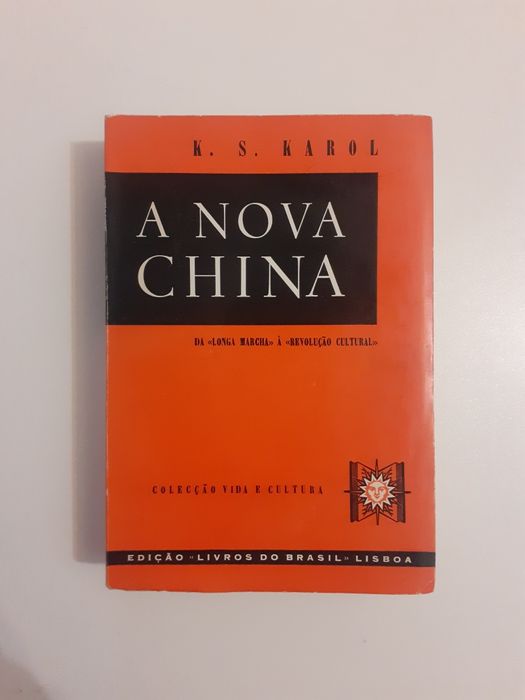 K. S. KAROL
A NOVA
CHINA
DA «LONGA MARCHA» À «REVOLUÇÃO CULTURAL»
COLECÇÃO VIDA E CULTURA
EDIÇÃO «LIVROS DO BRASIL» LISBOA